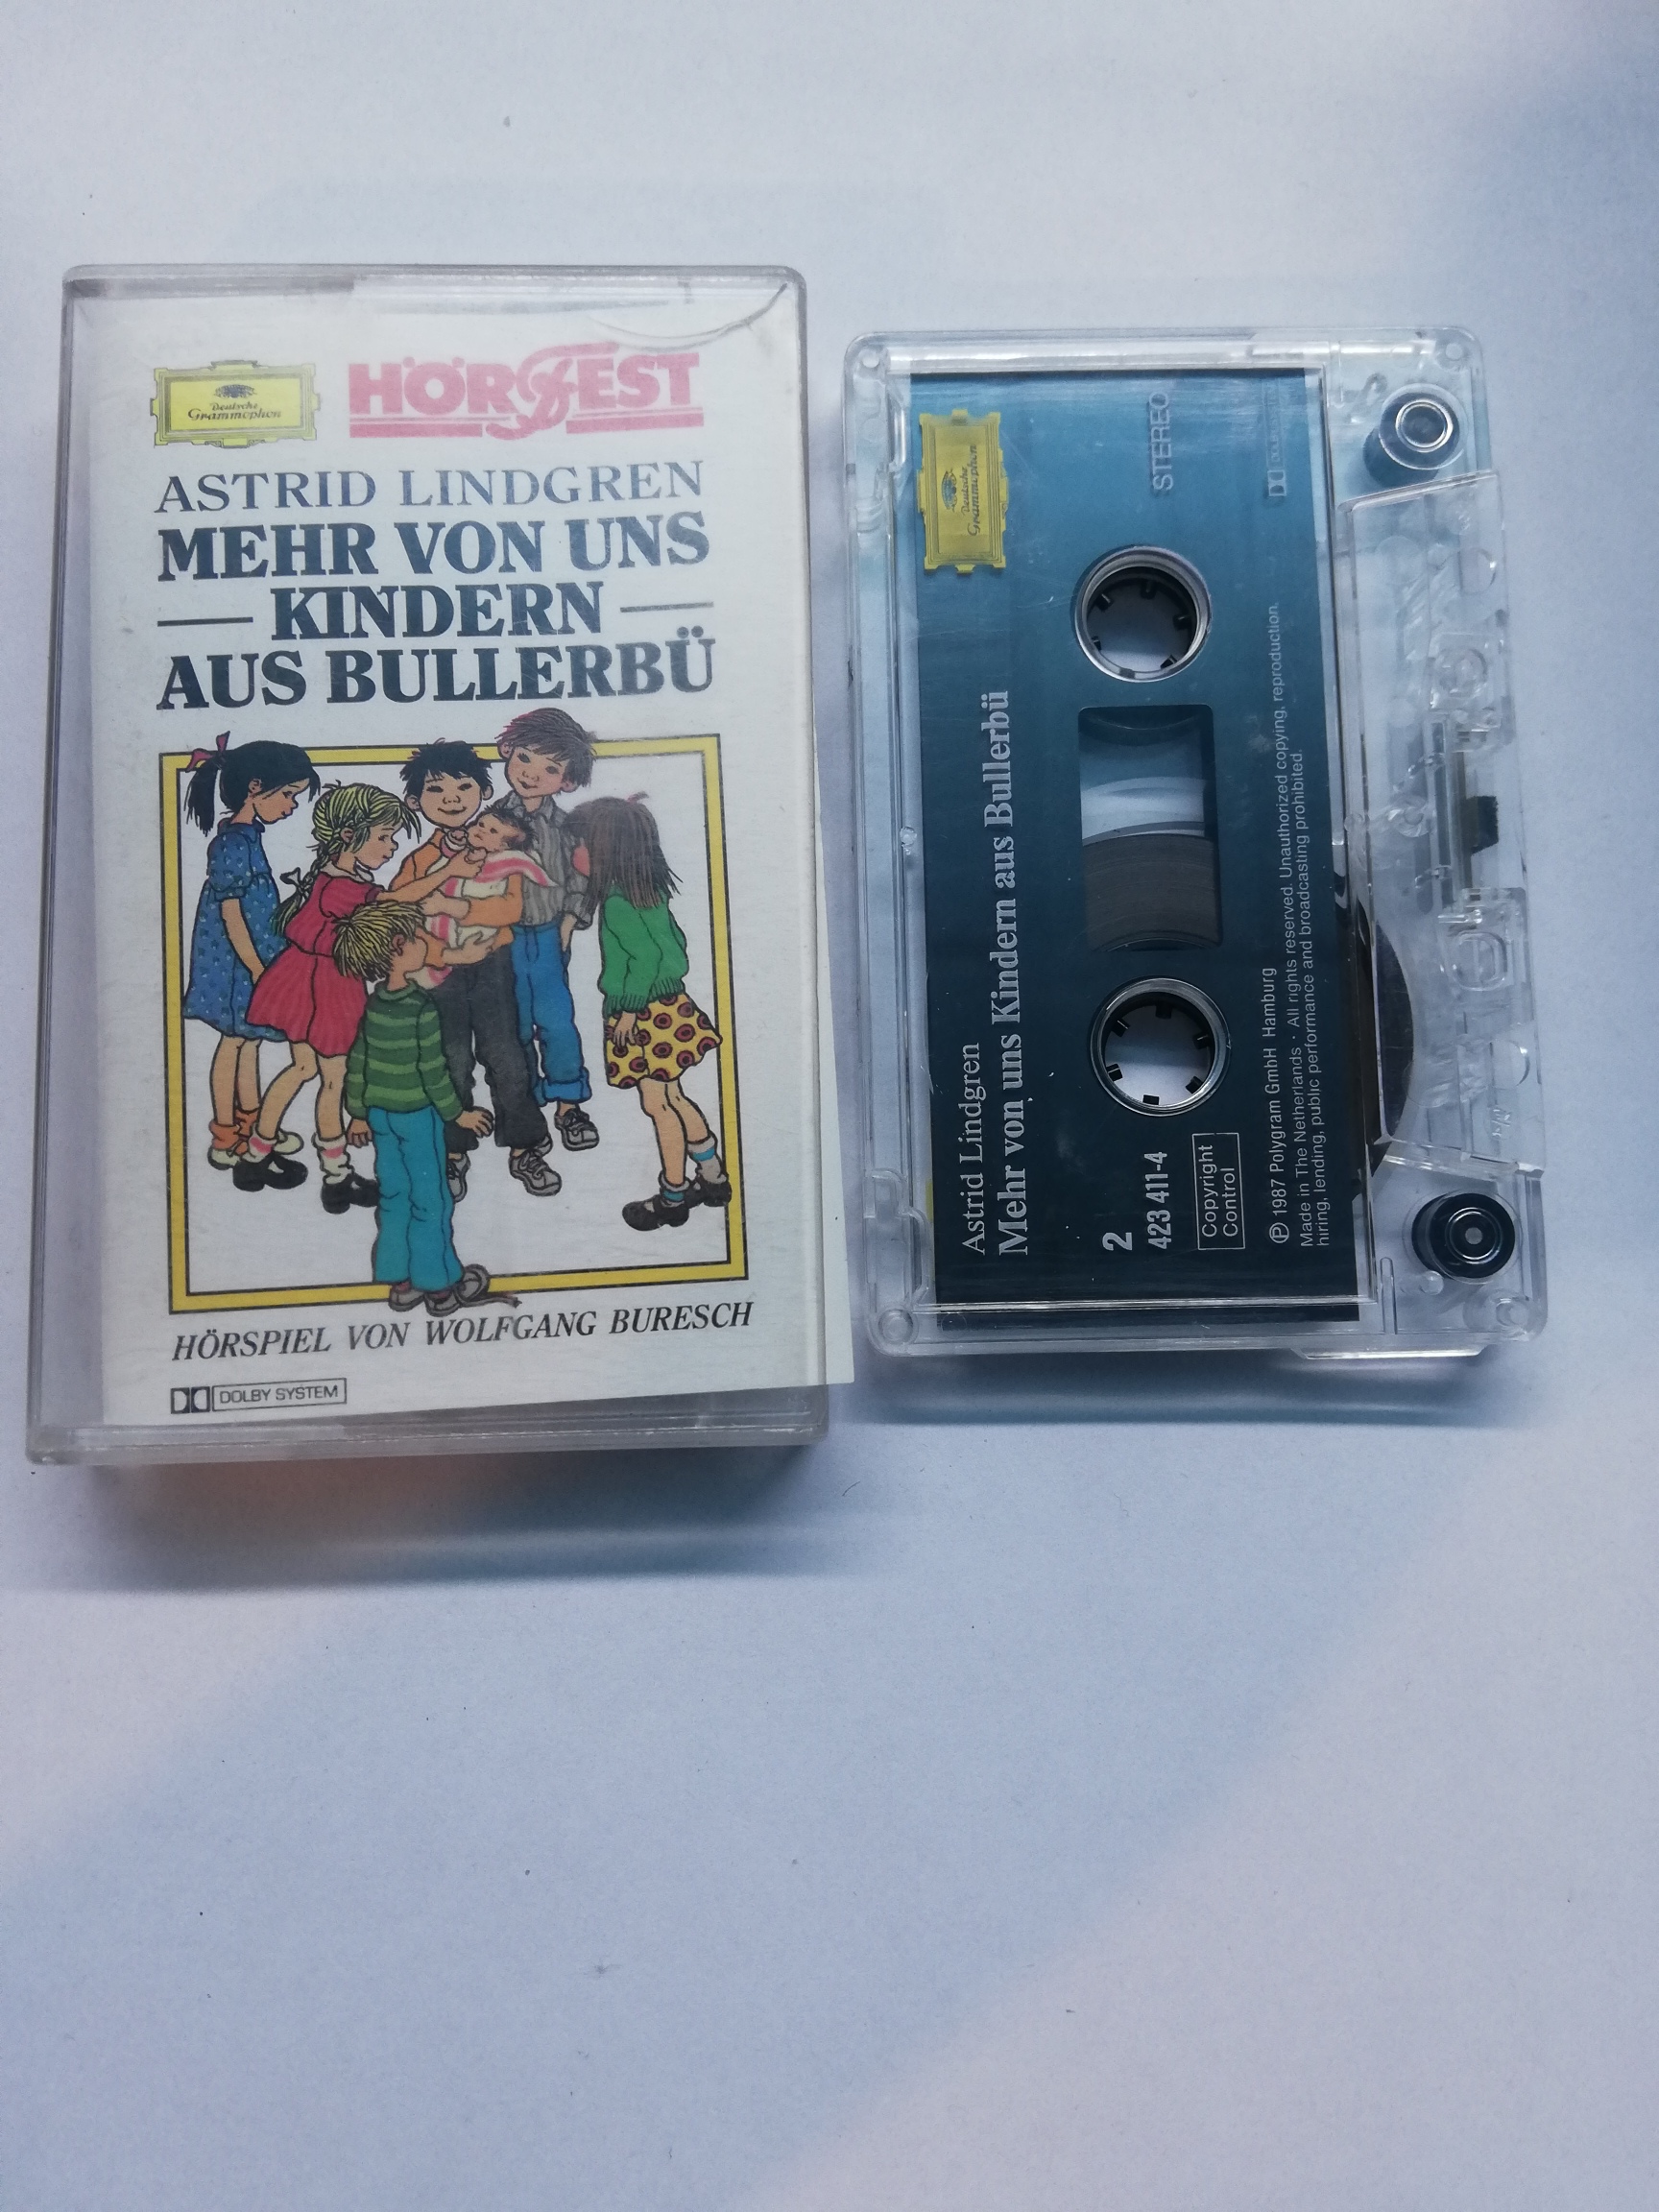 Deutsche
Grammophon
HÖRFEST
ASTRID LINDGREN
MEHR VON UNS
KINDERN
AUS BULLERBÜ
HÖRSPIEL VON WOLFGANG BURESCH
DOLBY SYSTEM
Deutsche
Grammophon
STEREO
DOLBY
Astrid Lindgren
Mehr von uns Kindern aus Bullerbü
2
423 411-4
Copyright
Control
Ⓟ 1987 Polygram GmbH Hamburg
Made in The Netherlands · All rights reserved. Unauthorized copying, reproduction,
hiring, lending, public performance and broadcasting prohibited.